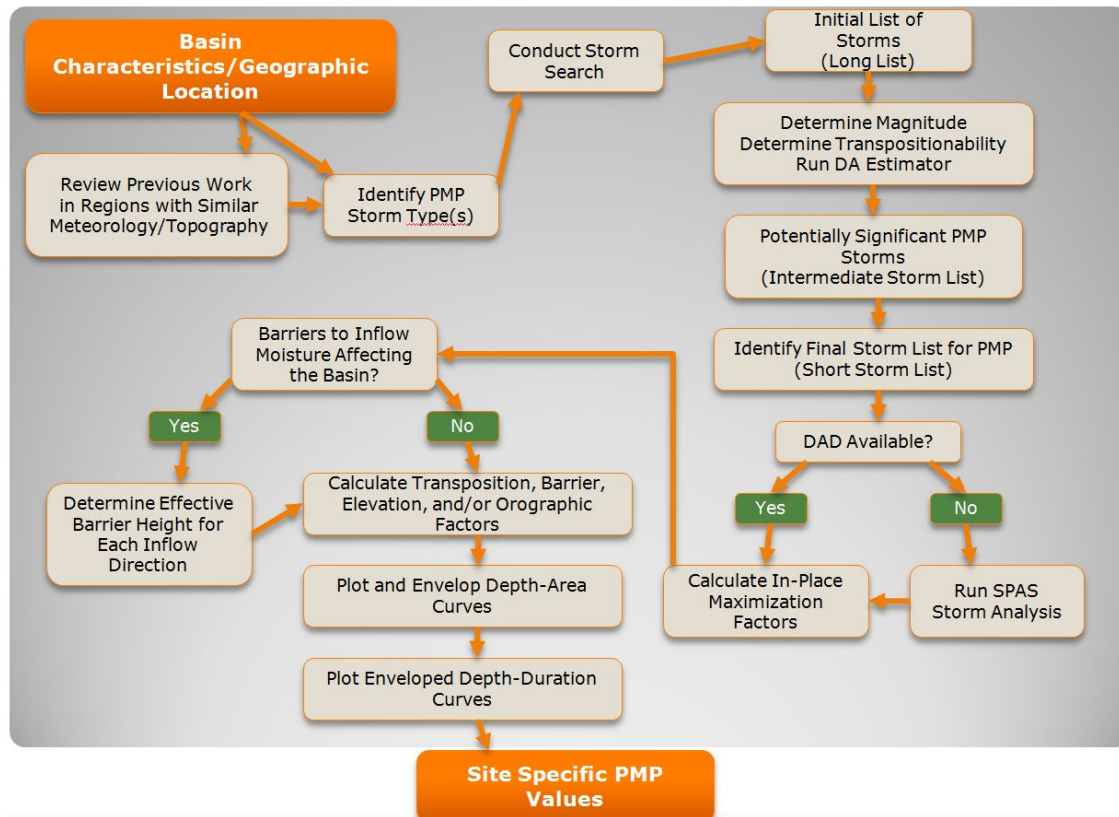 Basin
Characteristics/Geographic
Location
Review Previous Work
in Regions with Similar
Meteorology/Topography
Identify PMP
Storm Type(s)
Conduct Storm
Search
Initial List of
Storms
(Long List)
Determine Magnitude
Determine Transpositionability
Run DA Estimator
Potentially Significant PMP
Storms
(Intermediate Storm List)
Identify Final Storm List for PMP
(Short Storm List)
DAD Available?
Yes
No
Run SPAS
Storm Analysis
Calculate In-Place
Maximization
Factors
Barriers to Inflow
Moisture Affecting
the Basin?
Yes
No
Determine Effective
Barrier Height for
Each Inflow
Direction
Calculate Transposition, Barrier,
Elevation, and/or Orographic
Factors
Plot and Envelop Depth-Area
Curves
Plot Enveloped Depth-Duration
Curves
Site Specific PMP
Values